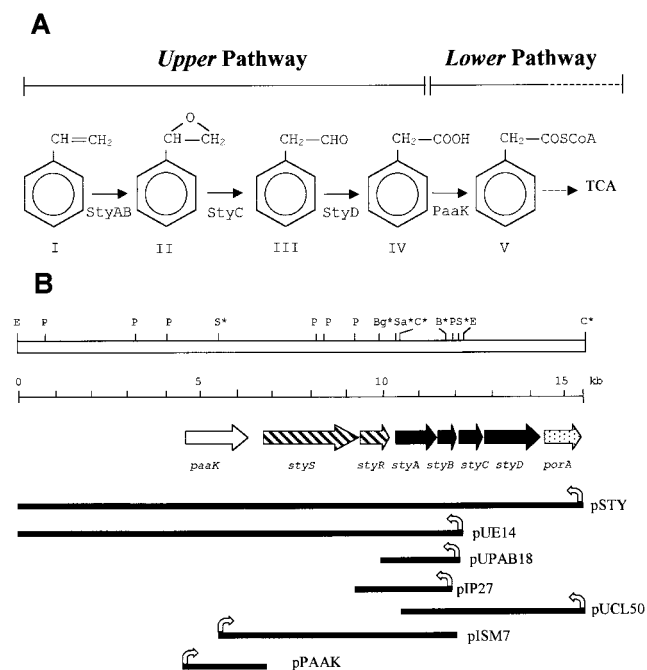 A
Upper Pathway Lower Pathway
O
CH=CH2 CH—CH2 CH2—CHO CH2—COOH CH2—COSCoA
StyAB StyC StyD PaaK TCA
I II III IV V
B
E P P P S* P P P Bg*Sa*C* B*PS*E C*
0 5 10 15 kb
paaK styS styR styA styB styC styD porA
pSTY
pUE14
pUPAB18
pIP27
pUCL50
pISM7
pPAAK